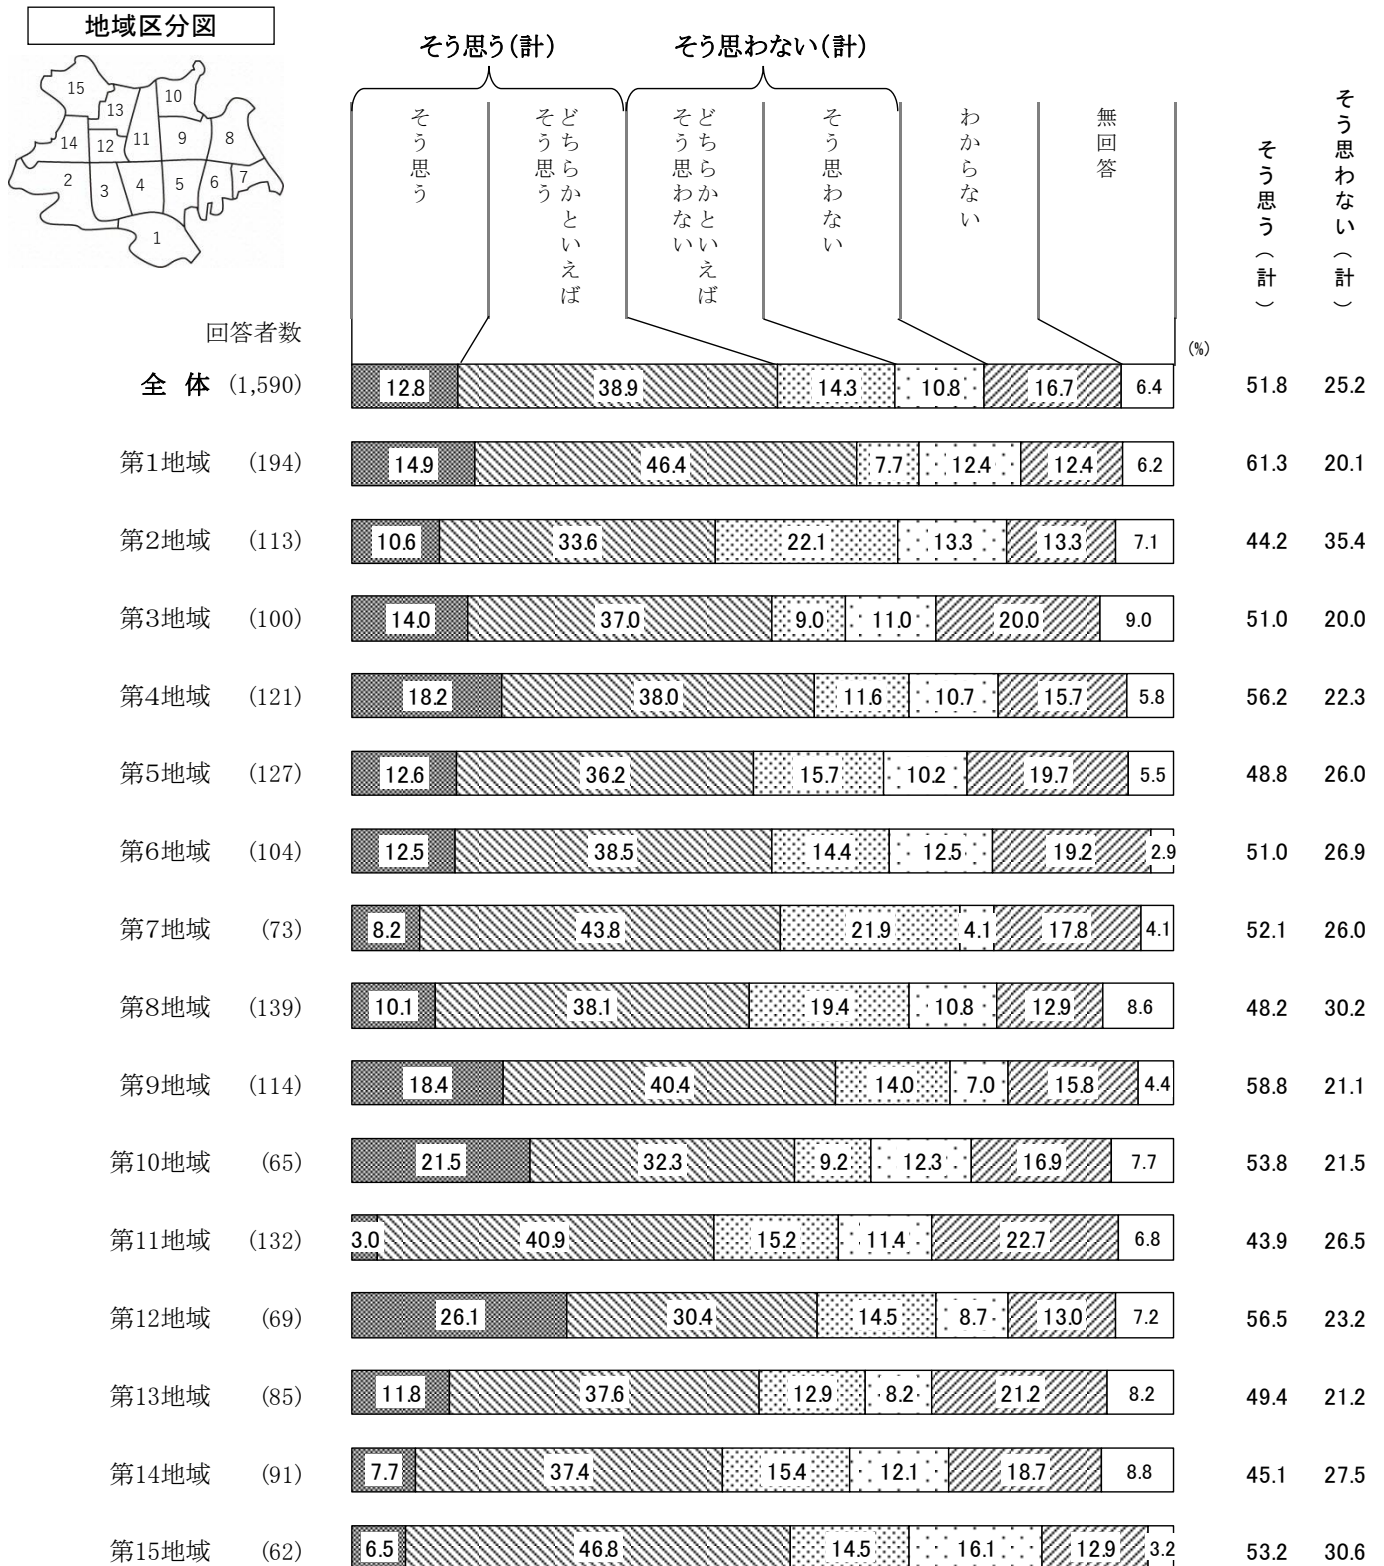 地域区分図
15
10
13
14
12
11
9
8
2
3
4
5
6
7
1
そう思う(計)
そう思わない(計)
そう思う
どちらかといえば
そう思う
どちらかといえば
そう思わない
そう思わない
わからない
無回答
そう思う(計)
そう思わない(計)
回答者数
(%)
全 体 (1,590) 12.8 38.9 14.3 10.8 16.7 6.4 51.8 25.2
第1地域 (194) 14.9 46.4 7.7 12.4 12.4 6.2 61.3 20.1
第2地域 (113) 10.6 33.6 22.1 13.3 13.3 7.1 44.2 35.4
第3地域 (100) 14.0 37.0 9.0 11.0 20.0 9.0 51.0 20.0
第4地域 (121) 18.2 38.0 11.6 10.7 15.7 5.8 56.2 22.3
第5地域 (127) 12.6 36.2 15.7 10.2 19.7 5.5 48.8 26.0
第6地域 (104) 12.5 38.5 14.4 12.5 19.2 2.9 51.0 26.9
第7地域 (73) 8.2 43.8 21.9 4.1 17.8 4.1 52.1 26.0
第8地域 (139) 10.1 38.1 19.4 10.8 12.9 8.6 48.2 30.2
第9地域 (114) 18.4 40.4 14.0 7.0 15.8 4.4 58.8 21.1
第10地域 (65) 21.5 32.3 9.2 12.3 16.9 7.7 53.8 21.5
第11地域 (132) 3.0 40.9 15.2 11.4 22.7 6.8 43.9 26.5
第12地域 (69) 26.1 30.4 14.5 8.7 13.0 7.2 56.5 23.2
第13地域 (85) 11.8 37.6 12.9 8.2 21.2 8.2 49.4 21.2
第14地域 (91) 7.7 37.4 15.4 12.1 18.7 8.8 45.1 27.5
第15地域 (62) 6.5 46.8 14.5 16.1 12.9 3.2 53.2 30.6